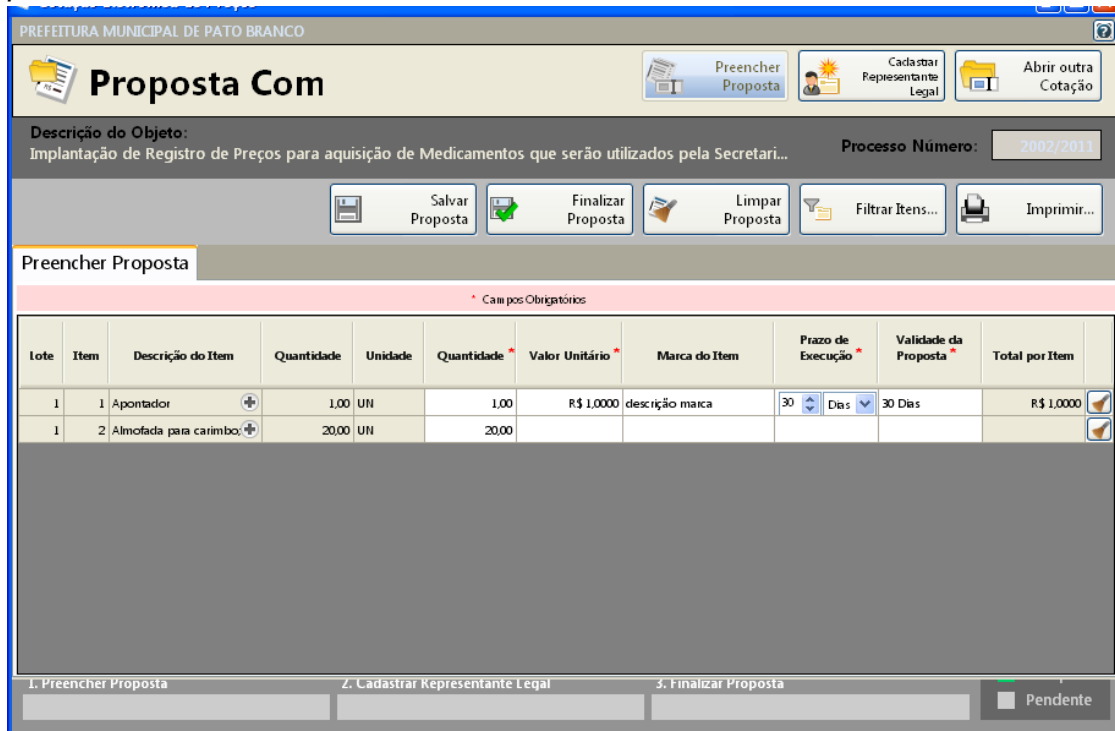 PREFEITURA MUNICIPAL DE PATO BRANCO
Proposta Com
Preencher
Proposta
Cadastrar
Representante
Legal
Abrir outra
Cotação
Descrição do Objeto:
Implantação de Registro de Preços para aquisição de Medicamentos que serão utilizados pela Secretari...
Processo Número:
2002/2011
Salvar
Proposta
Finalizar
Proposta
Limpar
Proposta
Filtrar Itens...
Imprimir...
Preencher Proposta
* Campos Obrigatórios
Lote Item Descrição do Item Quantidade Unidade Quantidade * Valor Unitário * Marca do Item Prazo de Execução * Validade da Proposta * Total por Item
1 1 Apontador 1,00 UN 1,00 R$ 1,0000 descrição marca 30 Dias 30 Dias R$ 1,0000
1 2 Almofada para carimbo; 20,00 UN 20,00
1. Preencher Proposta
2. Cadastrar Representante Legal
3. Finalizar Proposta
Pendente